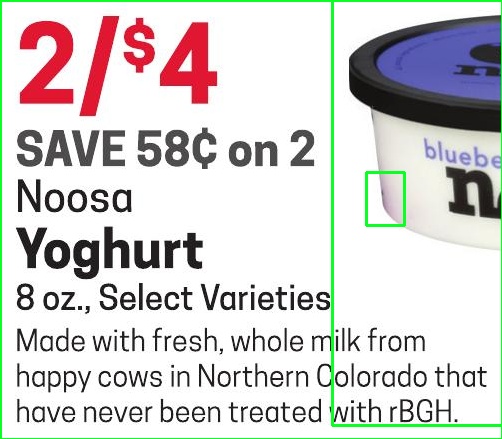 2/$4
SAVE 58¢ on 2
Noosa
Yoghurt
8 oz., Select Varieties
Made with fresh, whole milk from
happy cows in Northern Colorado that
have never been treated with rBGH.